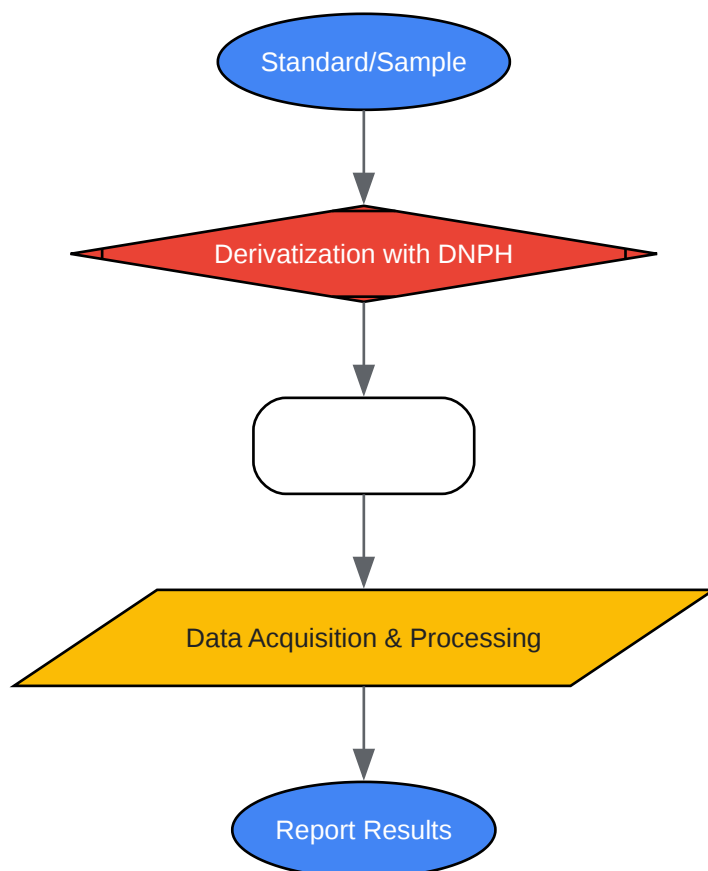 Standard/Sample
Derivatization with DNPH
Data Acquisition & Processing
Report Results